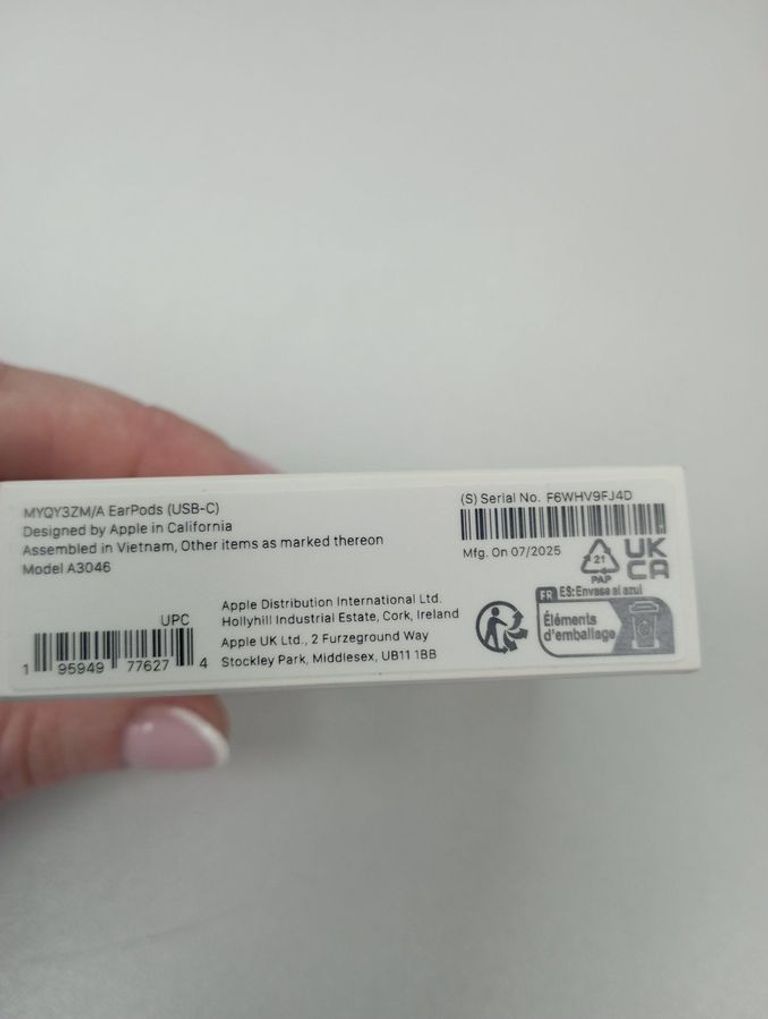 MYQY3ZM/A EarPods (USB-C)
Designed by Apple in California
Assembled in Vietnam, Other items as marked thereon
Model A3046
UPC
1 95949 77627 4
Apple Distribution International Ltd.
Hollyhill Industrial Estate, Cork, Ireland
Apple UK Ltd., 2 Furzeground Way
Stockley Park, Middlesex, UB11 1BB
(S) Serial No. F6WHV9FJ4D
Mfg. On 07/2025
21
PAP
UK
CA
FR ES: Envase al azul
Éléments
d'emballage